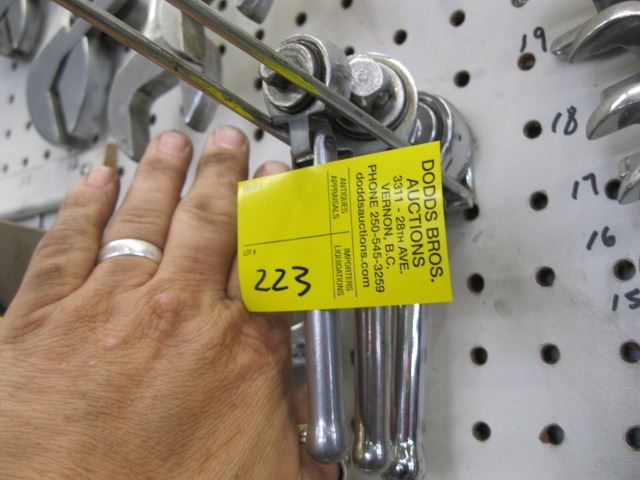 DODDS BROS.
AUCTIONS
3311 - 28TH AVE.
VERNON, B.C.
PHONE 250-545-3259
doddsauctions.com
ANTIQUES
APPRAISALS
IMPORTERS
LIQUIDATIONS
LOT #
223
19
18
17
16
15